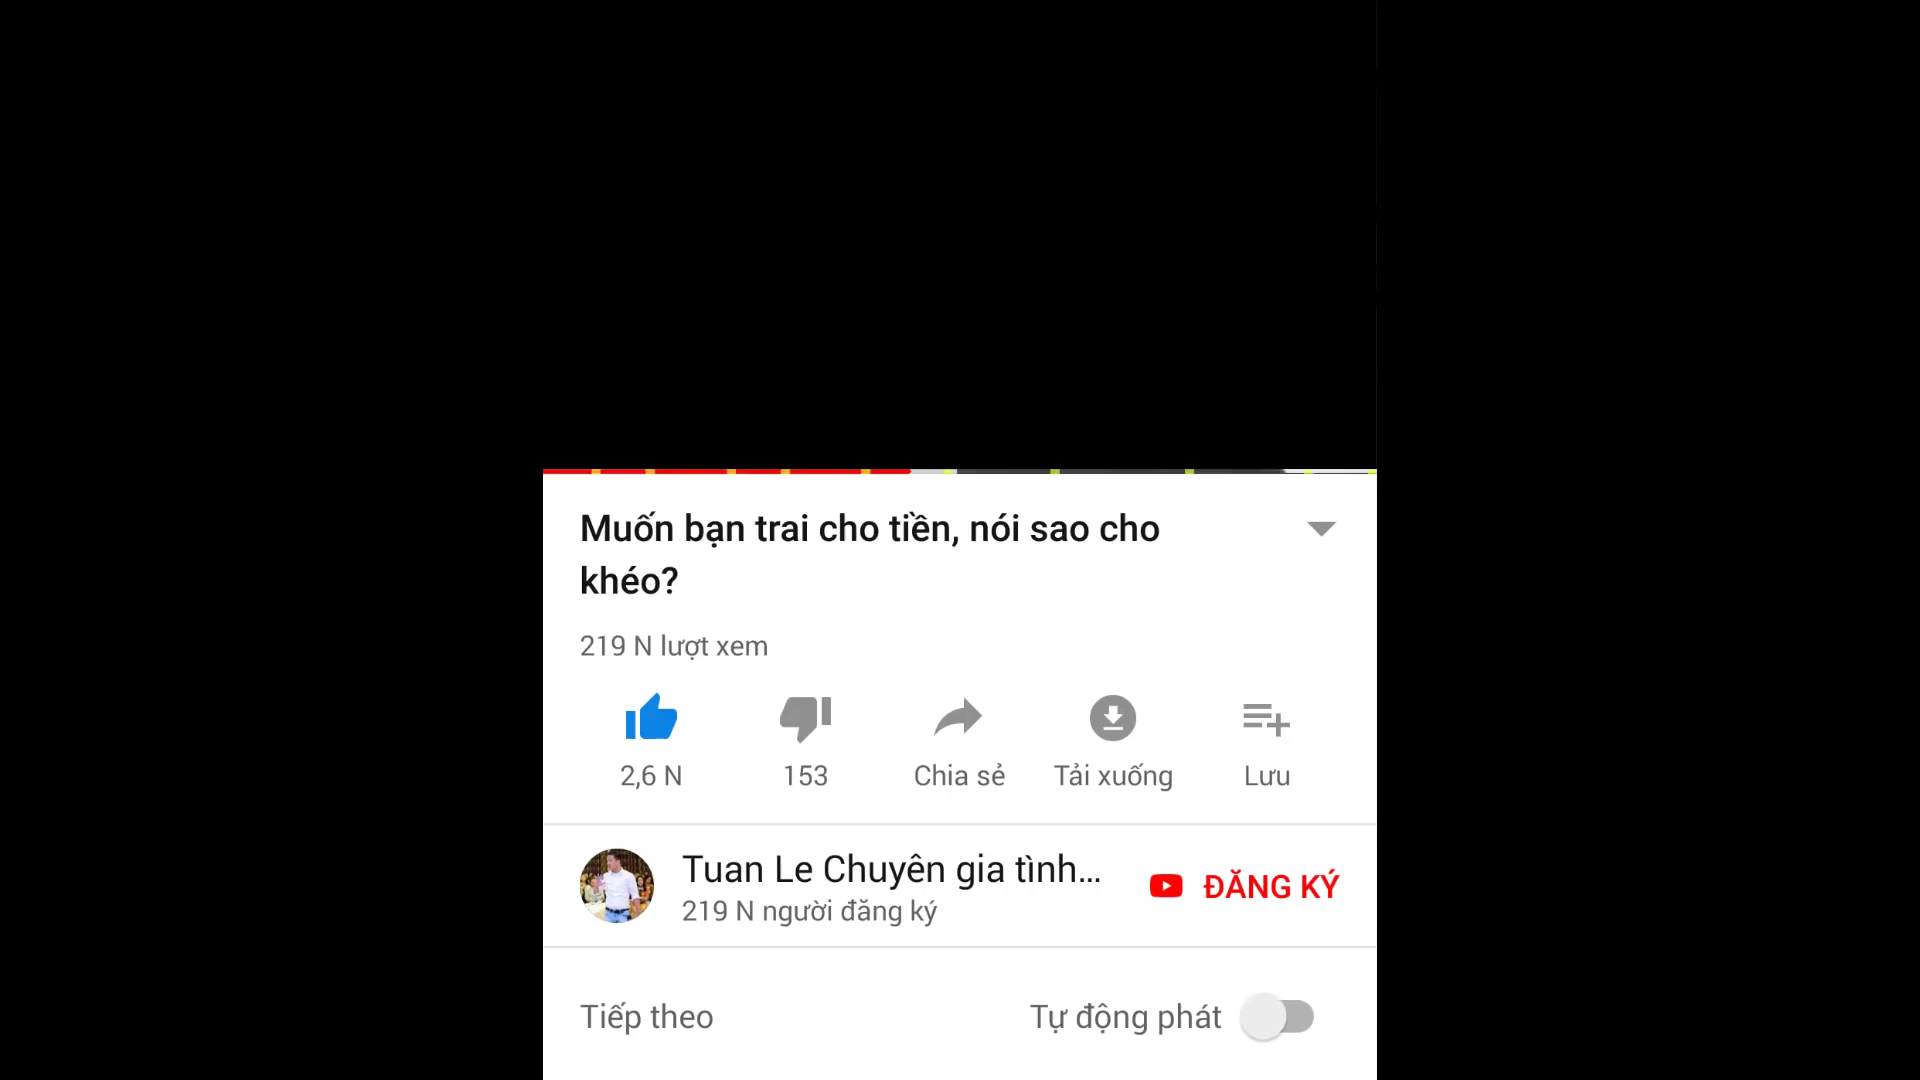 Muốn bạn trai cho tiền, nói sao cho
khéo?
219 N lượt xem
2,6 N
153
Chia sẻ
Tải xuống
Lưu
Tuan Le Chuyên gia tình...
219 N người đăng ký
ĐĂNG KÝ
Tiếp theo
Tự động phát